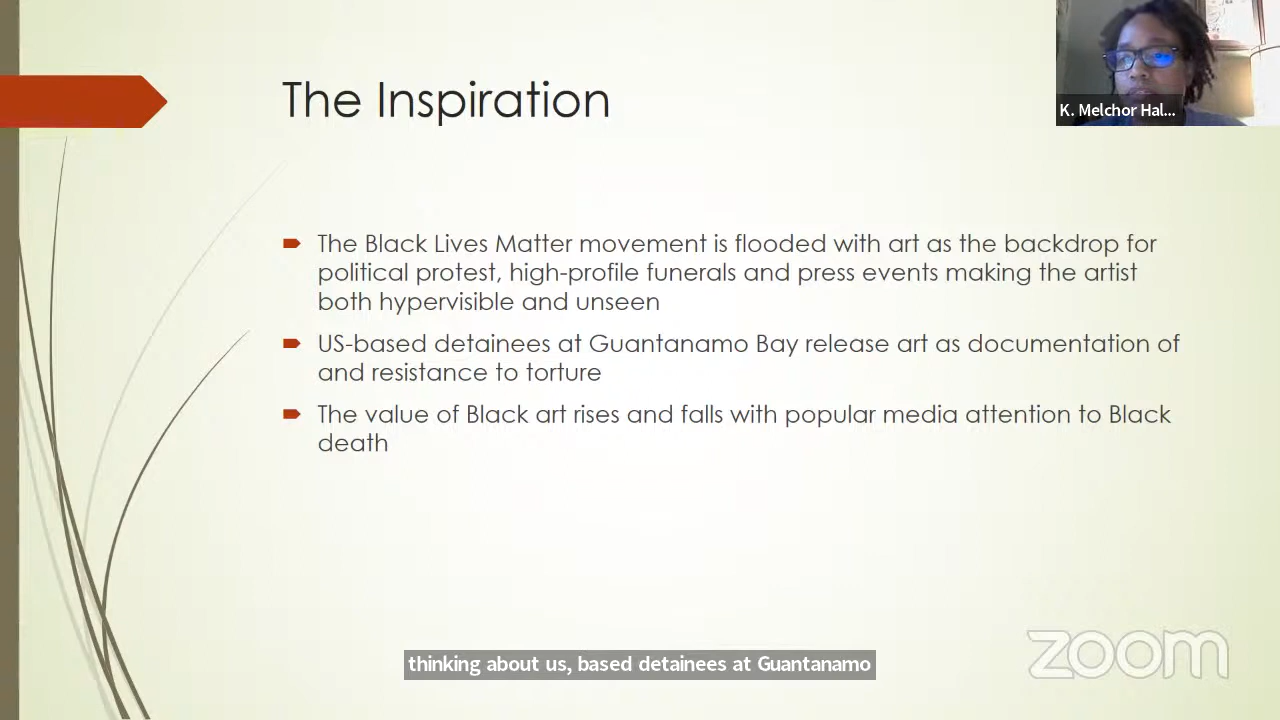 The Inspiration
K. Melchor Hal...
The Black Lives Matter movement is flooded with art as the backdrop for
political protest, high-profile funerals and press events making the artist
both hypervisible and unseen
US-based detainees at Guantanamo Bay release art as documentation of
and resistance to torture
The value of Black art rises and falls with popular media attention to Black
death
thinking about us, based detainees at Guantanamo
zoom